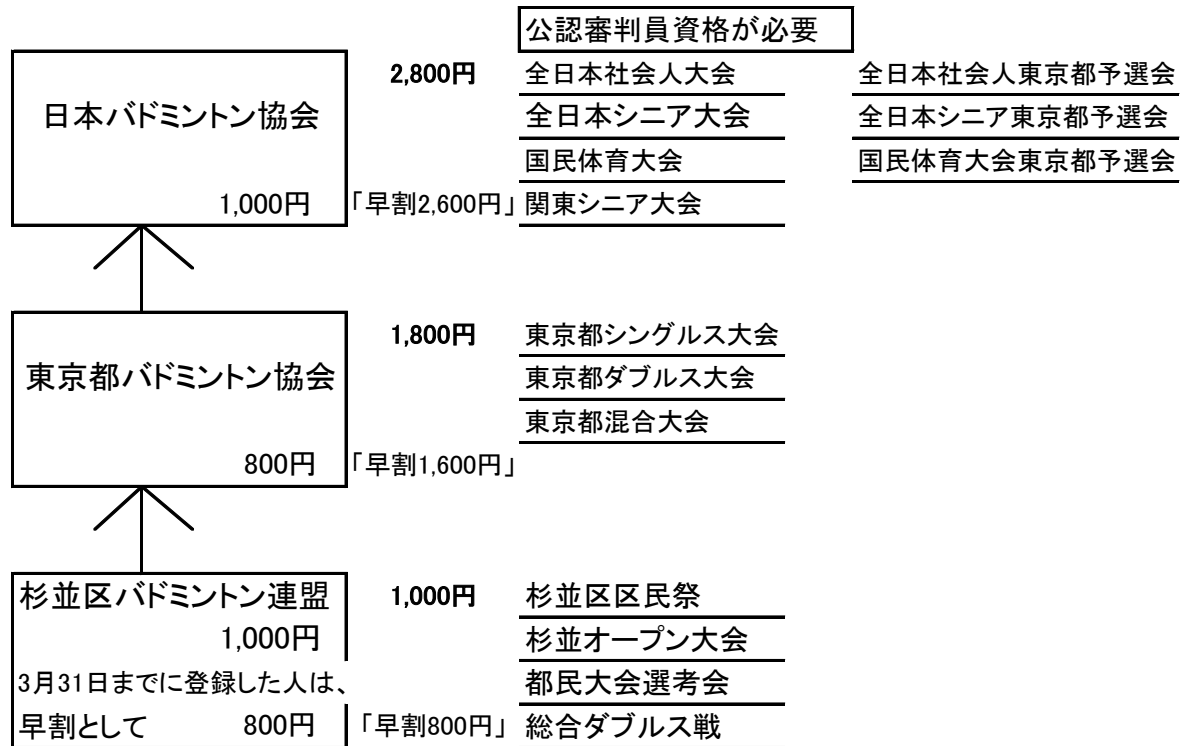 公認審判員資格が必要
2,800円 全日本社会人大会 全日本社会人東京都予選会
日本バドミントン協会 全日本シニア大会 全日本シニア東京都予選会
国民体育大会 国民体育大会東京都予選会
1,000円 「早割2,600円」 関東シニア大会
1,800円 東京都シングルス大会
東京都バドミントン協会 東京都ダブルス大会
東京都混合大会
800円 「早割1,600円」
杉並区バドミントン連盟 1,000円 杉並区区民祭
1,000円 杉並オープン大会
3月31日までに登録した人は、 都民大会選考会
早割として 800円 「早割800円」 総合ダブルス戦